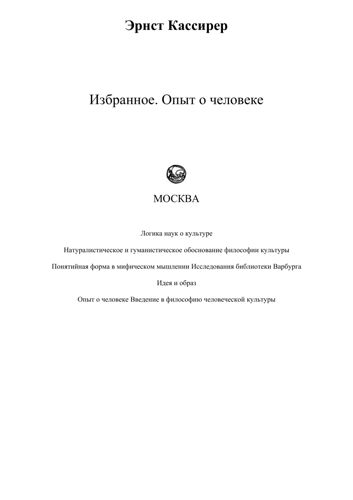 Эрнст Кассирер
Избранное. Опыт о человеке
МОСКВА
Логика наук о культуре
Натуралистическое и гуманистическое обоснование философии культуры
Понятийная форма в мифическом мышлении Исследования библиотеки Варбурга
Идея и образ
Опыт о человеке Введение в философию человеческой культуры